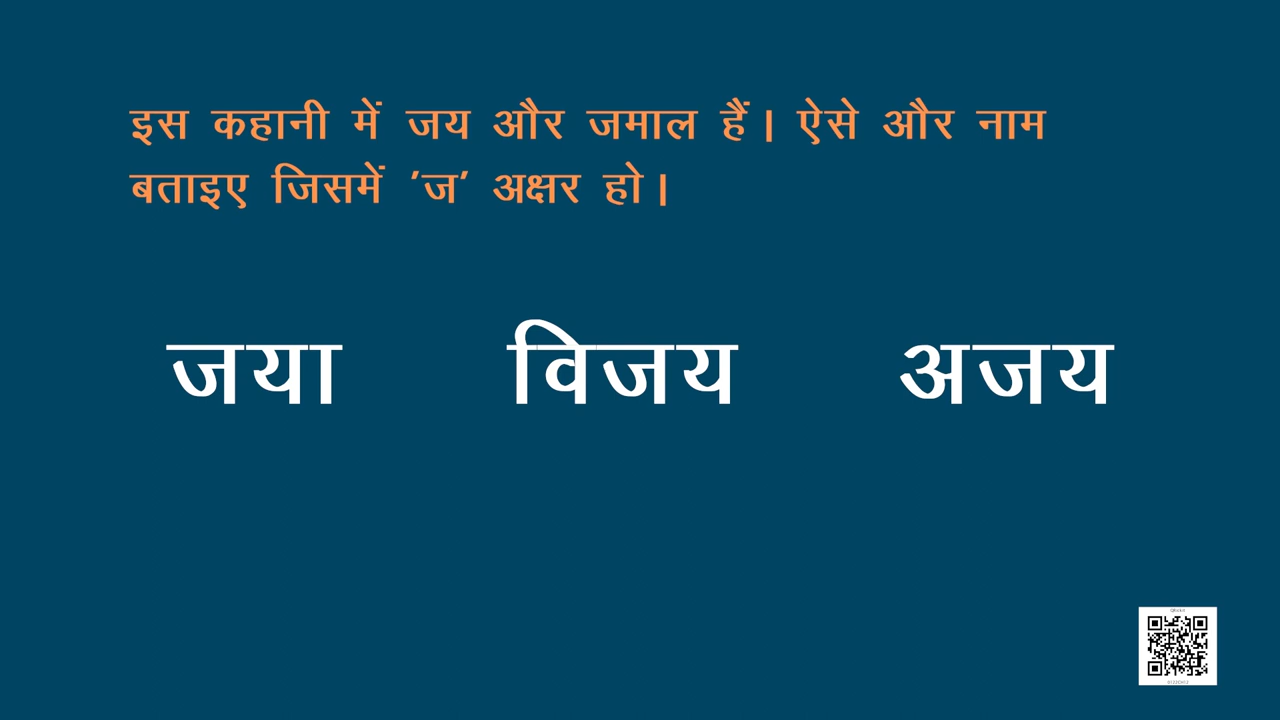 इस कहानी में जय और जमाल हैं। ऐसे और नाम
बताइए जिसमें 'ज' अक्षर हो।
जया विजय अजय